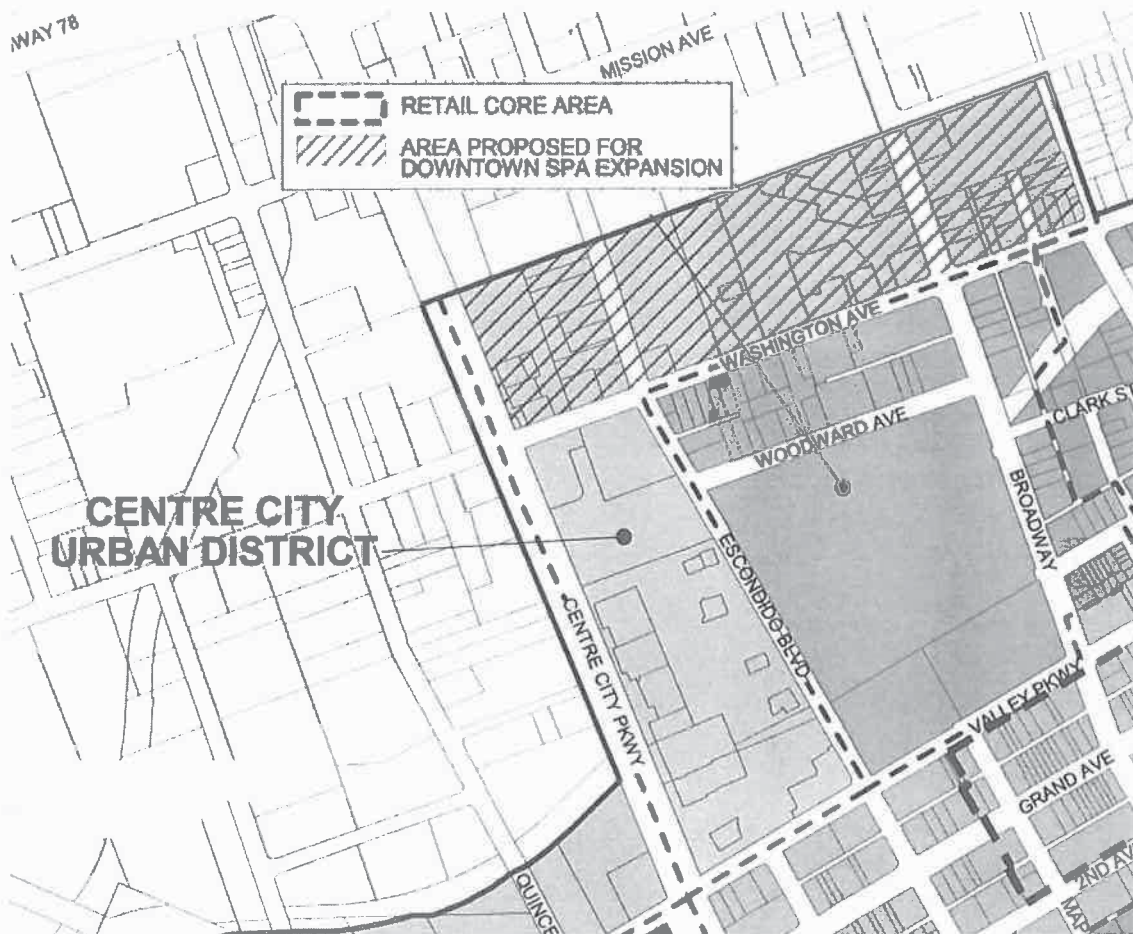 WAY 78
MISSION AVE
RETAIL CORE AREA
AREA PROPOSED FOR
DOWNTOWN SPA EXPANSION
WASHINGTON AVE
WOODWARD AVE
CLARK ST
BROADWAY
CENTRE CITY
URBAN DISTRICT
ESCONDIDO BLVD
CENTRE CITY PKWY
VALLEY PKWY
GRAND AVE
2ND AV
QUINCE
MAP